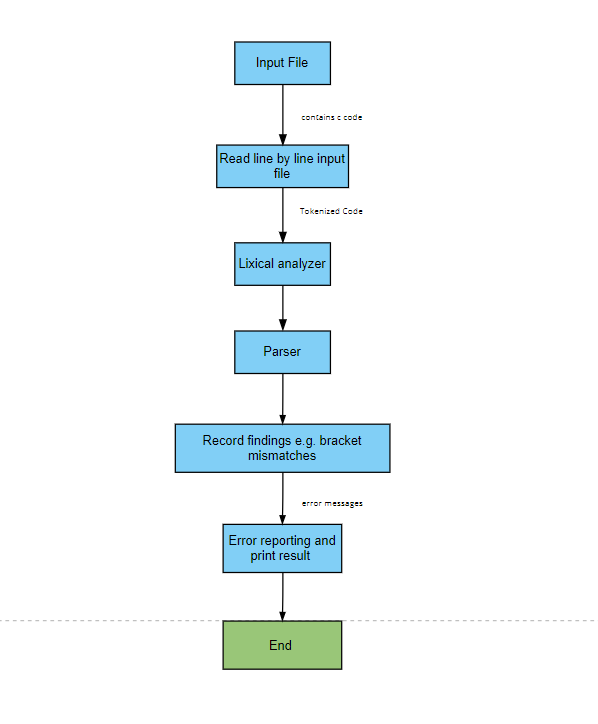 Input File
contains c code
Read line by line input
file
Tokenized Code
Lixical analyzer
Parser
Record findings e.g. bracket
mismatches
error messages
Error reporting and
print result
End